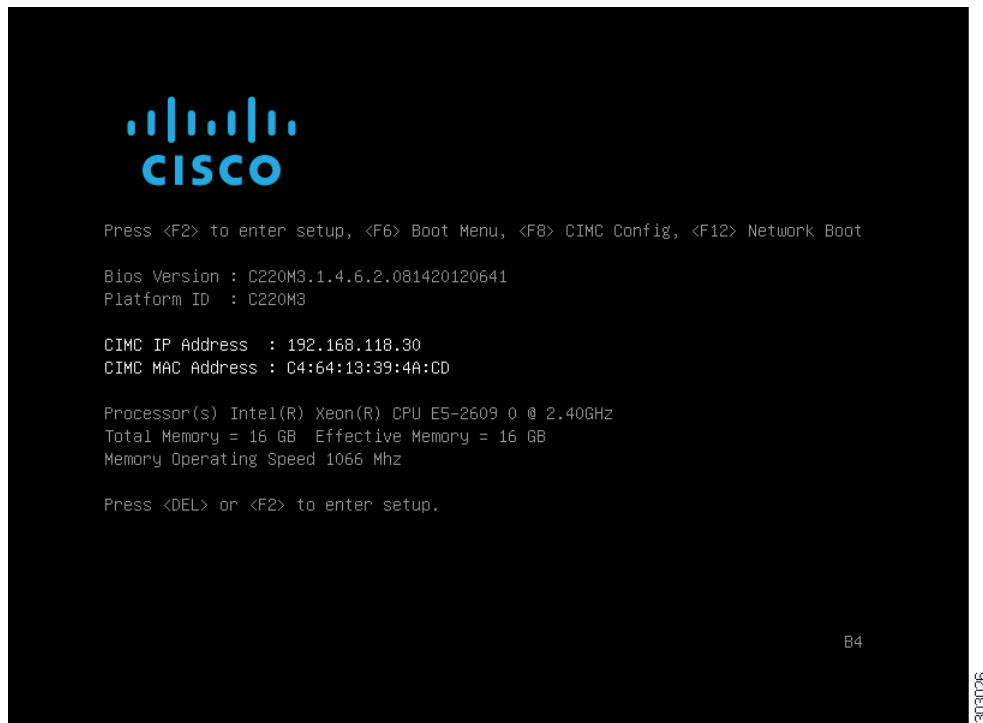 CISCO
Press <F2> to enter setup, <F6> Boot Menu, <F8> CIMC Config, <F12> Network Boot
Bios Version : C220M3.1.4.6.2.081420120641
Platform ID  : C220M3
CIMC IP Address  : 192.168.118.30
CIMC MAC Address : C4:64:13:39:4A:CD
Processor(s) Intel(R) Xeon(R) CPU E5-2609 0 @ 2.40GHz
Total Memory = 16 GB  Effective Memory = 16 GB
Memory Operating Speed 1066 Mhz
Press <DEL> or <F2> to enter setup.
B4
303026